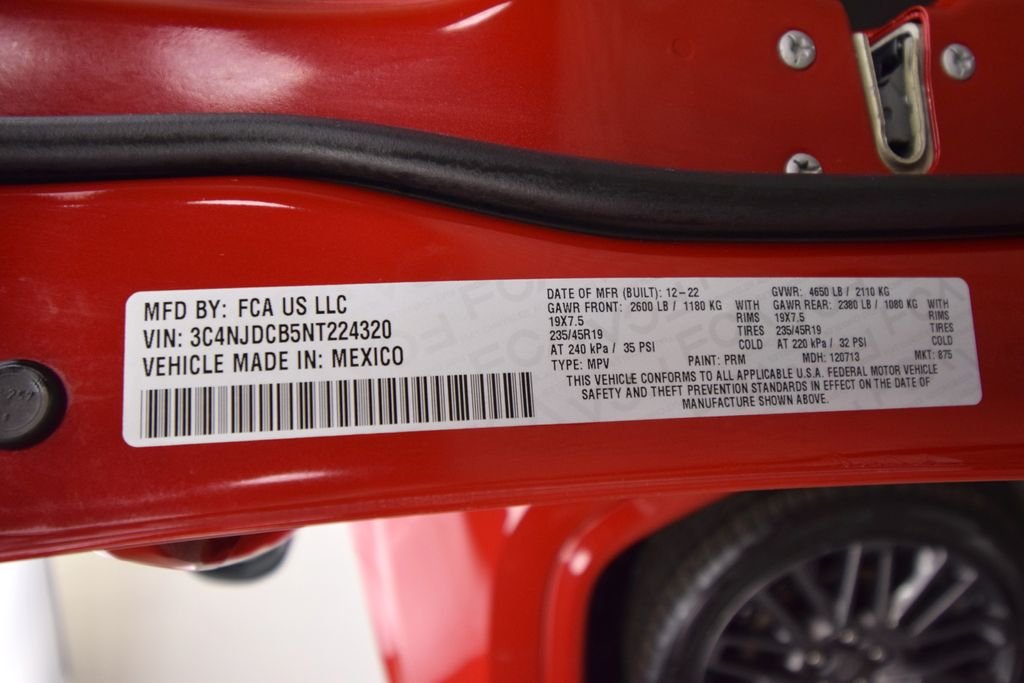 MFD BY: FCA US LLC
VIN: 3C4NJDCB5NT224320
VEHICLE MADE IN: MEXICO
DATE OF MFR (BUILT): 12-22 GVWR: 4650 LB / 2110 KG
GAWR FRONT: 2600 LB / 1180 KG WITH GAWR REAR: 2380 LB / 1080 KG WITH
19X7.5 RIMS 19X7.5 RIMS
235/45R19 TIRES 235/45R19 TIRES
AT 240 kPa / 35 PSI COLD AT 220 kPa / 32 PSI COLD
TYPE: MPV PAINT: PRM MDH: 120713 MKT: 875
THIS VEHICLE CONFORMS TO ALL APPLICABLE U.S.A. FEDERAL MOTOR VEHICLE
SAFETY AND THEFT PREVENTION STANDARDS IN EFFECT ON THE DATE OF
MANUFACTURE SHOWN ABOVE.